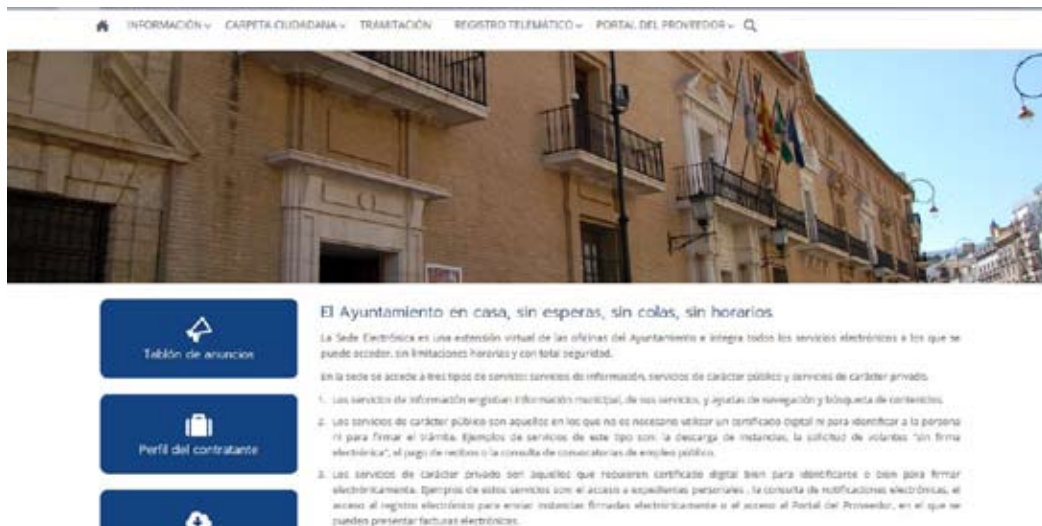 INFORMACIÓN CARPETA CIUDADANA TRAMITACIÓN REGISTRO TELEMÁTICO PORTAL DEL PROVEEDOR
Tablón de anuncios
Perfil del contratante
El Ayuntamiento en casa, sin esperas, sin colas, sin horarios.
La Sede Electrónica es una extensión virtual de las oficinas del Ayuntamiento e integra todos los servicios electrónicos a los que se
puede acceder, sin limitaciones horarias y con total seguridad.
En la sede se accede a tres tipos de servicios: servicios de información, servicios de carácter público y servicios de carácter privado.
1. Los servicios de información engloban información municipal, de sus servicios, y ayudas de navegación y búsqueda de contenidos.
2. Los servicios de carácter público son aquellos en los que no es necesario utilizar un certificado digital ni para identificar a la persona
ni para firmar el trámite. Ejemplos de servicios de este tipo son: la descarga de instancias, la solicitud de volantes "sin firma
electrónica", el pago de recibos o la consulta de convocatorias de empleo público.
3. Los servicios de carácter privado son aquellos que requieren certificado digital bien para identificarse o bien para firmar
electrónicamente. Ejemplos de estos servicios son el acceso a expedientes personales , la consulta de notificaciones electrónicas, el
acceso al registro electrónico para enviar instancias firmadas electrónicamente o el acceso al Portal del Proveedor, en el que se
pueden presentar facturas electrónicas.